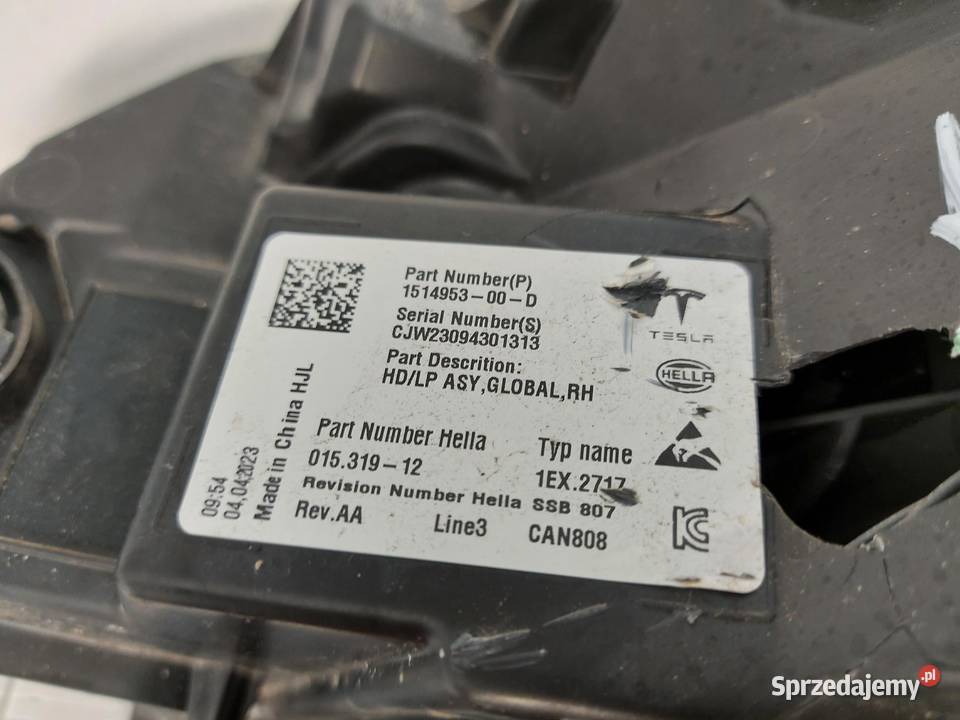 Part Number(P)
1514953-00-D
Serial Number(S)
CJW23094301313
Part Descrition:
HD/LP ASY,GLOBAL,RH
TESLA
HELLA
Part Number Hella
015.319-12
Typ name
1EX.2717
Revision Number Hella SSB 807
Rev.AA
Line3
CAN808
09:54
04,04,2023
Made in China HJL
Sprzedajemy.pl